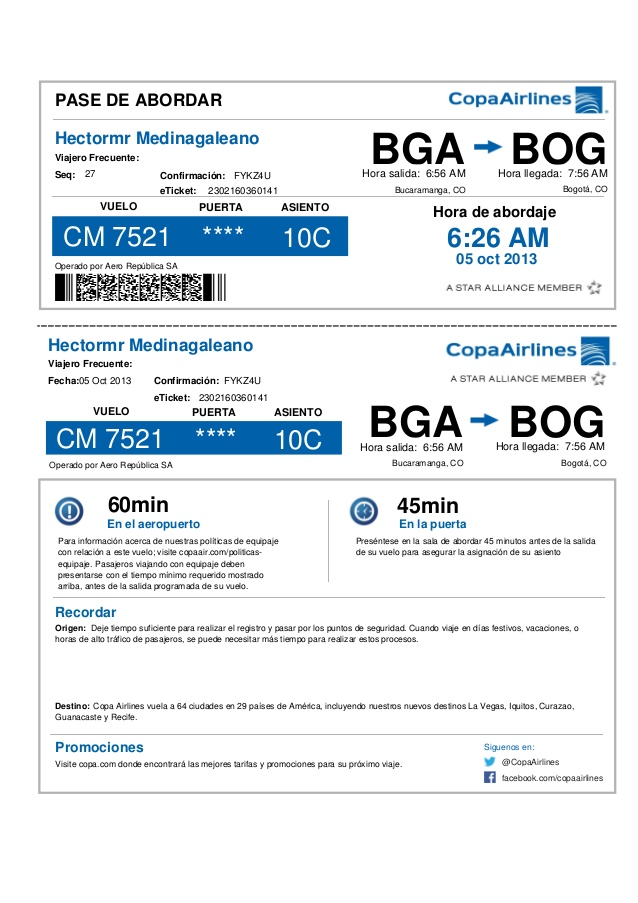 PASE DE ABORDAR
CopaAirlines
Hectormr Medinagaleano
BGA BOG
Viajero Frecuente:
Hora salida: 6:56 AM Hora llegada: 7:56 AM
Seq: 27 Confirmación: FYKZ4U
eTicket: 2302160360141
Bucaramanga, CO Bogotá, CO
VUELO PUERTA ASIENTO
Hora de abordaje
CM 7521 **** 10C
6:26 AM
05 oct 2013
Operado por Aero República SA
A STAR ALLIANCE MEMBER
Hectormr Medinagaleano
CopaAirlines
Viajero Frecuente:
A STAR ALLIANCE MEMBER
Fecha:05 Oct 2013 Confirmación: FYKZ4U
eTicket: 2302160360141
VUELO PUERTA ASIENTO
BGA BOG
CM 7521 **** 10C
Hora salida: 6:56 AM Hora llegada: 7:56 AM
Operado por Aero República SA
Bucaramanga, CO Bogotá, CO
60min
En el aeropuerto
Para información acerca de nuestras políticas de equipaje
con relación a este vuelo; visite copaair.com/politicas-
equipaje. Pasajeros viajando con equipaje deben
presentarse con el tiempo mínimo requerido mostrado
arriba, antes de la salida programada de su vuelo.
45min
En la puerta
Preséntese en la sala de abordar 45 minutos antes de la salida
de su vuelo para asegurar la asignación de su asiento
Recordar
Origen: Deje tiempo suficiente para realizar el registro y pasar por los puntos de seguridad. Cuando viaje en días festivos, vacaciones, o
horas de alto tráfico de pasajeros, se puede necesitar más tiempo para realizar estos procesos.
Destino: Copa Airlines vuela a 64 ciudades en 29 países de América, incluyendo nuestros nuevos destinos La Vegas, Iquitos, Curazao,
Guanacaste y Recife.
Promociones
Visite copa.com donde encontrará las mejores tarifas y promociones para su próximo viaje.
Siguenos en:
@CopaAirlines
facebook.com/copaairlines